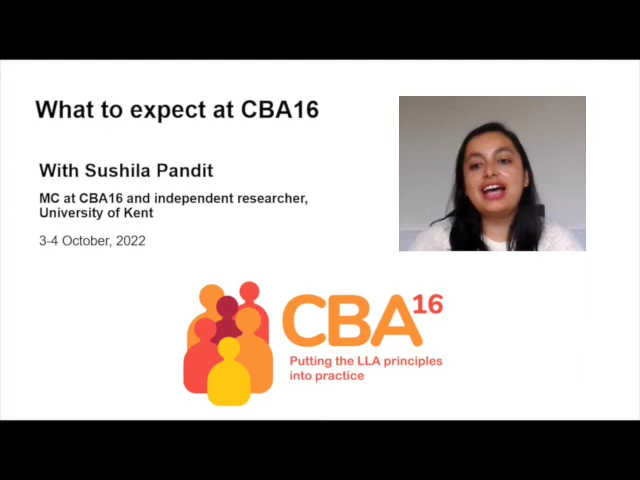 What to expect at CBA16
With Sushila Pandit
MC at CBA16 and independent researcher,
University of Kent
3-4 October, 2022
CBA16
Putting the LLA principles
into practice